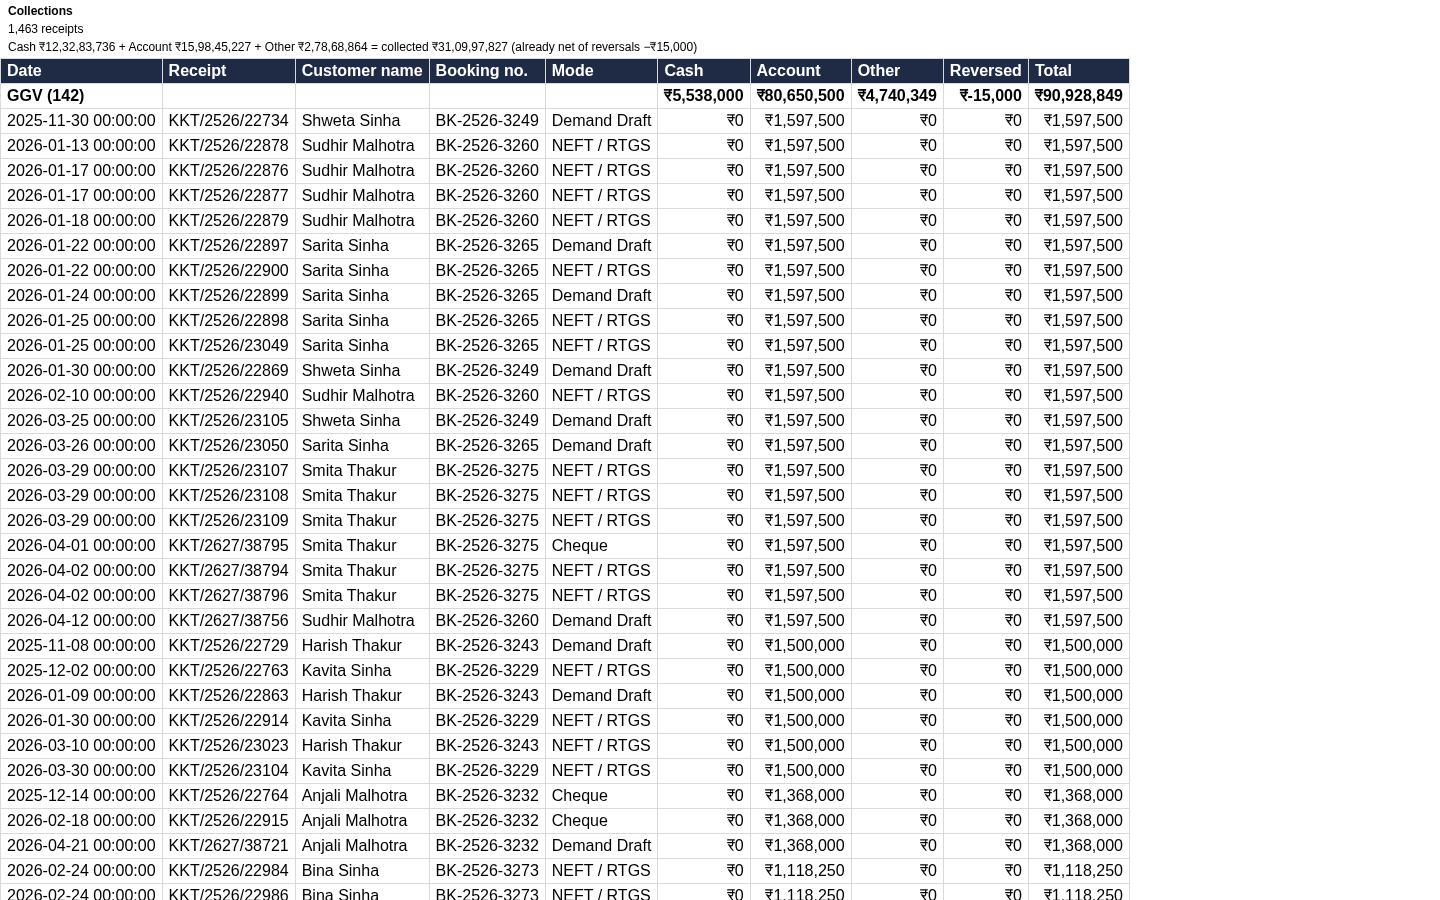 Collections
1,463 receipts
Cash ₹12,32,83,736 + Account ₹15,98,45,227 + Other ₹2,78,68,864 = collected ₹31,09,97,827 (already net of reversals −₹15,000)
Date Receipt Customer name Booking no. Mode Cash Account Other Reversed Total
GGV (142) ₹5,538,000 ₹80,650,500 ₹4,740,349 ₹-15,000 ₹90,928,849
2025-11-30 00:00:00 KKT/2526/22734 Shweta Sinha BK-2526-3249 Demand Draft ₹0 ₹1,597,500 ₹0 ₹0 ₹1,597,500
2026-01-13 00:00:00 KKT/2526/22878 Sudhir Malhotra BK-2526-3260 NEFT / RTGS ₹0 ₹1,597,500 ₹0 ₹0 ₹1,597,500
2026-01-17 00:00:00 KKT/2526/22876 Sudhir Malhotra BK-2526-3260 NEFT / RTGS ₹0 ₹1,597,500 ₹0 ₹0 ₹1,597,500
2026-01-17 00:00:00 KKT/2526/22877 Sudhir Malhotra BK-2526-3260 NEFT / RTGS ₹0 ₹1,597,500 ₹0 ₹0 ₹1,597,500
2026-01-18 00:00:00 KKT/2526/22879 Sudhir Malhotra BK-2526-3260 NEFT / RTGS ₹0 ₹1,597,500 ₹0 ₹0 ₹1,597,500
2026-01-22 00:00:00 KKT/2526/22897 Sarita Sinha BK-2526-3265 Demand Draft ₹0 ₹1,597,500 ₹0 ₹0 ₹1,597,500
2026-01-22 00:00:00 KKT/2526/22900 Sarita Sinha BK-2526-3265 NEFT / RTGS ₹0 ₹1,597,500 ₹0 ₹0 ₹1,597,500
2026-01-24 00:00:00 KKT/2526/22899 Sarita Sinha BK-2526-3265 Demand Draft ₹0 ₹1,597,500 ₹0 ₹0 ₹1,597,500
2026-01-25 00:00:00 KKT/2526/22898 Sarita Sinha BK-2526-3265 NEFT / RTGS ₹0 ₹1,597,500 ₹0 ₹0 ₹1,597,500
2026-01-25 00:00:00 KKT/2526/23049 Sarita Sinha BK-2526-3265 NEFT / RTGS ₹0 ₹1,597,500 ₹0 ₹0 ₹1,597,500
2026-01-30 00:00:00 KKT/2526/22869 Shweta Sinha BK-2526-3249 Demand Draft ₹0 ₹1,597,500 ₹0 ₹0 ₹1,597,500
2026-02-10 00:00:00 KKT/2526/22940 Sudhir Malhotra BK-2526-3260 NEFT / RTGS ₹0 ₹1,597,500 ₹0 ₹0 ₹1,597,500
2026-03-25 00:00:00 KKT/2526/23105 Shweta Sinha BK-2526-3249 Demand Draft ₹0 ₹1,597,500 ₹0 ₹0 ₹1,597,500
2026-03-26 00:00:00 KKT/2526/23050 Sarita Sinha BK-2526-3265 Demand Draft ₹0 ₹1,597,500 ₹0 ₹0 ₹1,597,500
2026-03-29 00:00:00 KKT/2526/23107 Smita Thakur BK-2526-3275 NEFT / RTGS ₹0 ₹1,597,500 ₹0 ₹0 ₹1,597,500
2026-03-29 00:00:00 KKT/2526/23108 Smita Thakur BK-2526-3275 NEFT / RTGS ₹0 ₹1,597,500 ₹0 ₹0 ₹1,597,500
2026-03-29 00:00:00 KKT/2526/23109 Smita Thakur BK-2526-3275 NEFT / RTGS ₹0 ₹1,597,500 ₹0 ₹0 ₹1,597,500
2026-04-01 00:00:00 KKT/2627/38795 Smita Thakur BK-2526-3275 Cheque ₹0 ₹1,597,500 ₹0 ₹0 ₹1,597,500
2026-04-02 00:00:00 KKT/2627/38794 Smita Thakur BK-2526-3275 NEFT / RTGS ₹0 ₹1,597,500 ₹0 ₹0 ₹1,597,500
2026-04-02 00:00:00 KKT/2627/38796 Smita Thakur BK-2526-3275 NEFT / RTGS ₹0 ₹1,597,500 ₹0 ₹0 ₹1,597,500
2026-04-12 00:00:00 KKT/2627/38756 Sudhir Malhotra BK-2526-3260 Demand Draft ₹0 ₹1,597,500 ₹0 ₹0 ₹1,597,500
2025-11-08 00:00:00 KKT/2526/22729 Harish Thakur BK-2526-3243 Demand Draft ₹0 ₹1,500,000 ₹0 ₹0 ₹1,500,000
2025-12-02 00:00:00 KKT/2526/22763 Kavita Sinha BK-2526-3229 NEFT / RTGS ₹0 ₹1,500,000 ₹0 ₹0 ₹1,500,000
2026-01-09 00:00:00 KKT/2526/22863 Harish Thakur BK-2526-3243 Demand Draft ₹0 ₹1,500,000 ₹0 ₹0 ₹1,500,000
2026-01-30 00:00:00 KKT/2526/22914 Kavita Sinha BK-2526-3229 NEFT / RTGS ₹0 ₹1,500,000 ₹0 ₹0 ₹1,500,000
2026-03-10 00:00:00 KKT/2526/23023 Harish Thakur BK-2526-3243 NEFT / RTGS ₹0 ₹1,500,000 ₹0 ₹0 ₹1,500,000
2026-03-30 00:00:00 KKT/2526/23104 Kavita Sinha BK-2526-3229 NEFT / RTGS ₹0 ₹1,500,000 ₹0 ₹0 ₹1,500,000
2025-12-14 00:00:00 KKT/2526/22764 Anjali Malhotra BK-2526-3232 Cheque ₹0 ₹1,368,000 ₹0 ₹0 ₹1,368,000
2026-02-18 00:00:00 KKT/2526/22915 Anjali Malhotra BK-2526-3232 Cheque ₹0 ₹1,368,000 ₹0 ₹0 ₹1,368,000
2026-04-21 00:00:00 KKT/2627/38721 Anjali Malhotra BK-2526-3232 Demand Draft ₹0 ₹1,368,000 ₹0 ₹0 ₹1,368,000
2026-02-24 00:00:00 KKT/2526/22984 Bina Sinha BK-2526-3273 NEFT / RTGS ₹0 ₹1,118,250 ₹0 ₹0 ₹1,118,250
2026-02-24 00:00:00 KKT/2526/22986 Bina Sinha BK-2526-3273 NEFT / RTGS ₹0 ₹1,118,250 ₹0 ₹0 ₹1,118,250